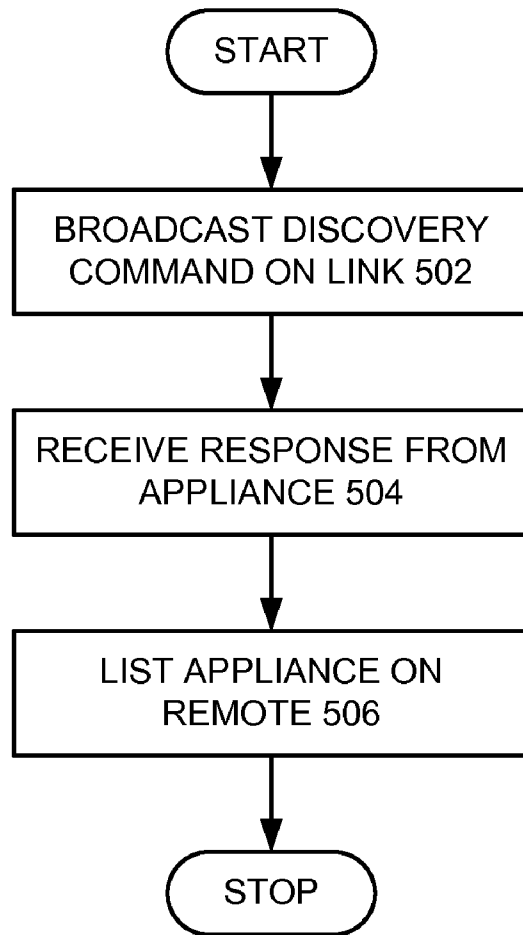 START
BROADCAST DISCOVERY
COMMAND ON LINK 502
RECEIVE RESPONSE FROM
APPLIANCE 504
LIST APPLIANCE ON
REMOTE 506
STOP